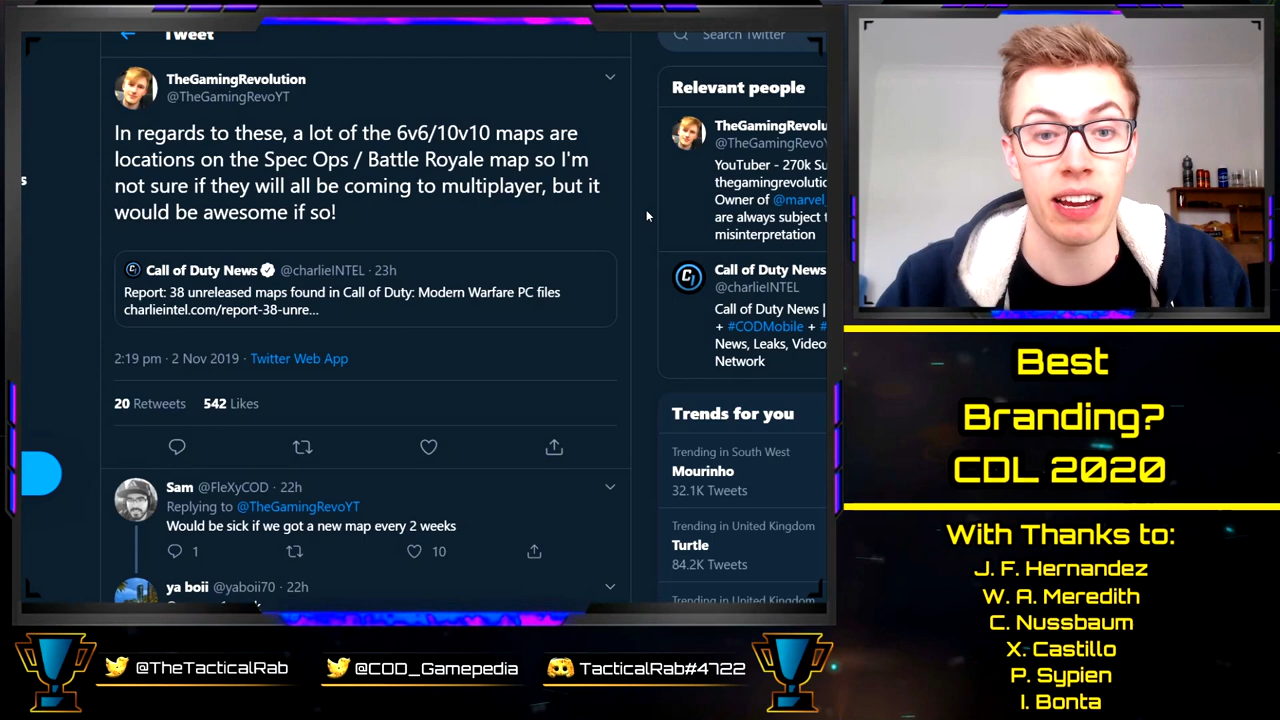 Tweet
Search Twitter
TheGamingRevolution
@TheGamingRevoYT
In regards to these, a lot of the 6v6/10v10 maps are
locations on the Spec Ops / Battle Royale map so I'm
not sure if they will all be coming to multiplayer, but it
would be awesome if so!
Call of Duty News @charlieINTEL · 23h
Report: 38 unreleased maps found in Call of Duty: Modern Warfare PC files
charlieintel.com/report-38-unre...
2:19 pm · 2 Nov 2019 · Twitter Web App
20 Retweets 542 Likes
Sam @FleXyCOD · 22h
Replying to @TheGamingRevoYT
Would be sick if we got a new map every 2 weeks
1 10
ya boii @yaboii70 · 22h
Relevant people
TheGamingRevolu
@TheGamingRevo
YouTuber - 270k Su
thegamingrevolutic
Owner of @marvel_
are always subject t
misinterpretation
Call of Duty News
@charlieINTEL
Call of Duty News |
+ #CODMobile + #
News, Leaks, Video
Network
Trends for you
Trending in South West
Mourinho
32.1K Tweets
Trending in United Kingdom
Turtle
84.2K Tweets
Trending in United Kingdom
Best
Branding?
CDL 2020
With Thanks to:
J. F. Hernandez
W. A. Meredith
C. Nussbaum
X. Castillo
P. Sypien
I. Bonta
@TheTacticalRab
@COD_Gamepedia
TacticalRab#4722